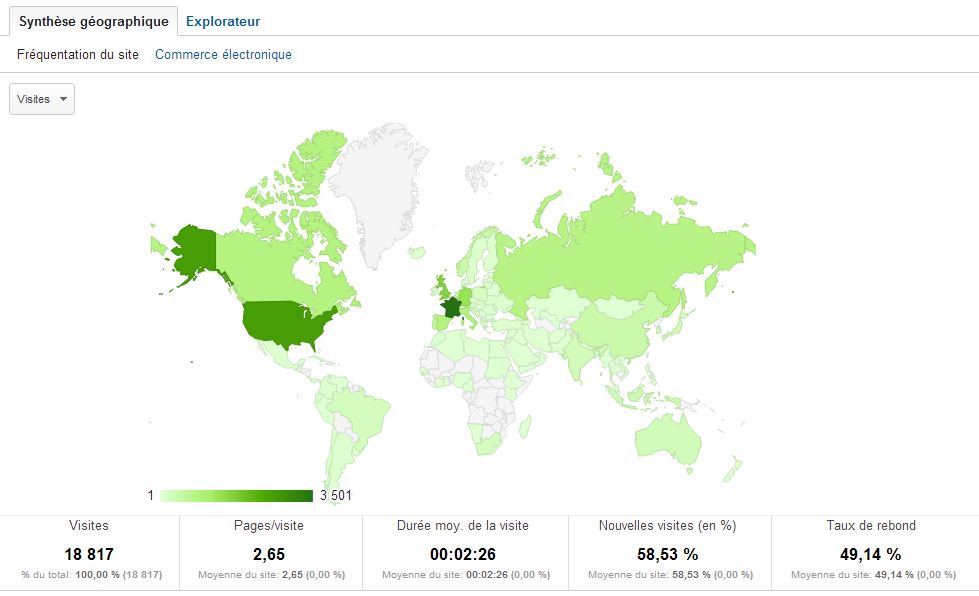 Synthèse géographique Explorateur
Fréquentation du site Commerce électronique
Visites
1 3 501
Visites Pages/visite Durée moy. de la visite Nouvelles visites (en %) Taux de rebond
18 817 2,65 00:02:26 58,53 % 49,14 %
% du total: 100,00 % (18 817) Moyenne du site: 2,65 (0,00 %) Moyenne du site: 00:02:26 (0,00 %) Moyenne du site: 58,53 % (0,00 %) Moyenne du site: 49,14 % (0,00 %)